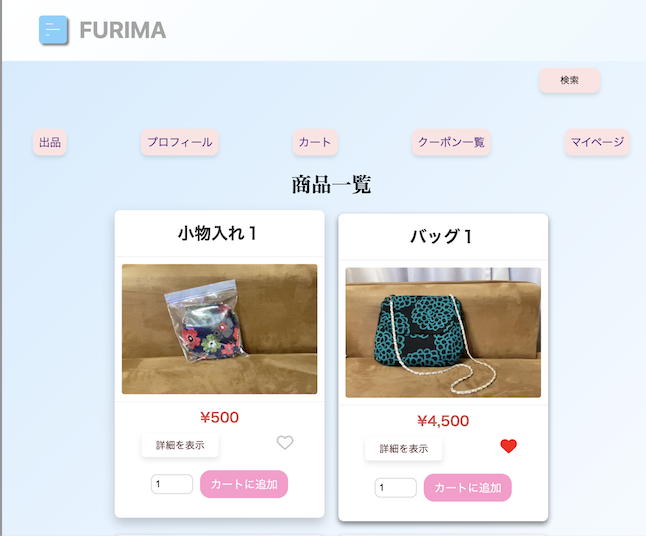 FURIMA
検索
出品 プロフィール カート クーポン一覧 マイページ
商品一覧
小物入れ1
¥500
詳細を表示
1 カートに追加
バッグ1
¥4,500
詳細を表示
1 カートに追加